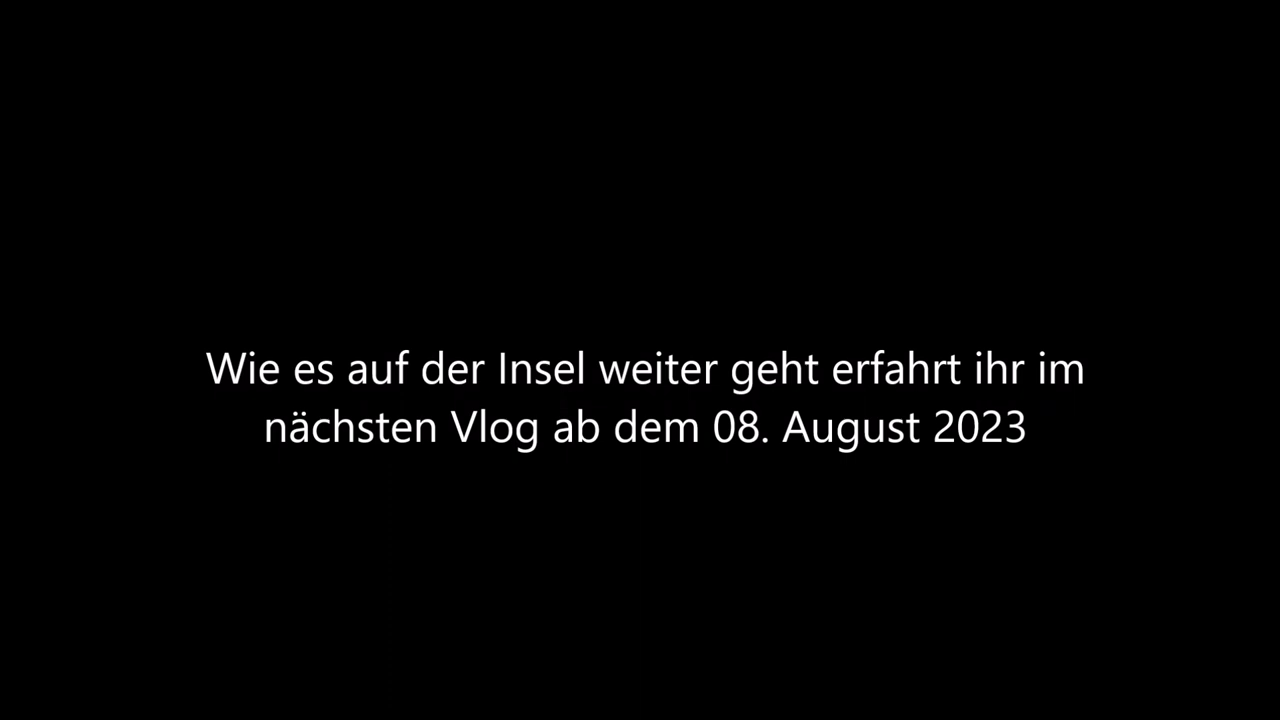 Wie es auf der Insel weiter geht erfahrt ihr im
nächsten Vlog ab dem 08. August 2023